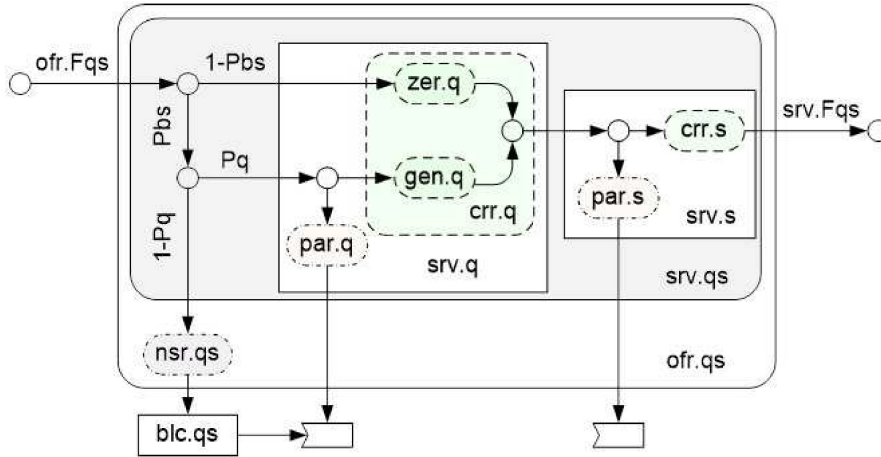 ofr.Fqs
1-Pbs
zer.q
Pbs
crr.s
srv.Fqs
Pq
gen.q
crr.q
par.s
srv.s
1-Pq
par.q
srv.q
srv.qs
nsr.qs
ofr.qs
blc.qs